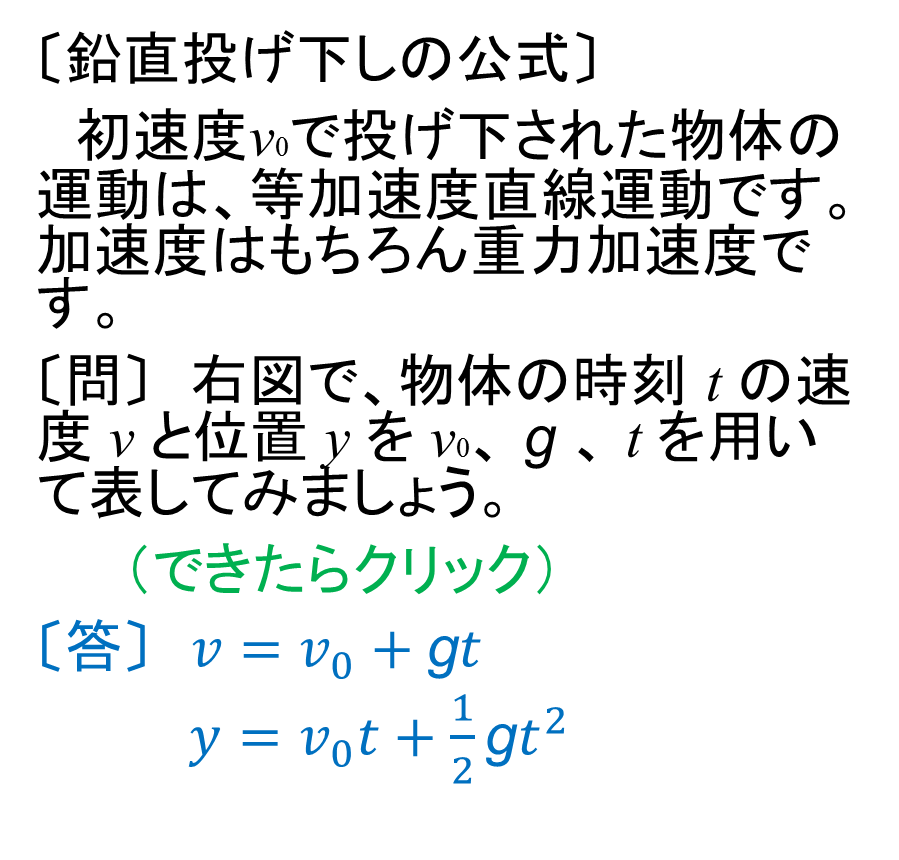 〔鉛直投げ下しの公式〕
初速度v₀で投げ下された物体の
運動は、等加速度直線運動です。
加速度はもちろん重力加速度で
す。
〔問〕 右図で、物体の時刻 t の速
度 v と位置 y を v₀、 g 、 t を用い
て表してみましょう。
（できたらクリック）
〔答〕 v = v₀ + gt
y = v₀t + 1/2 gt²